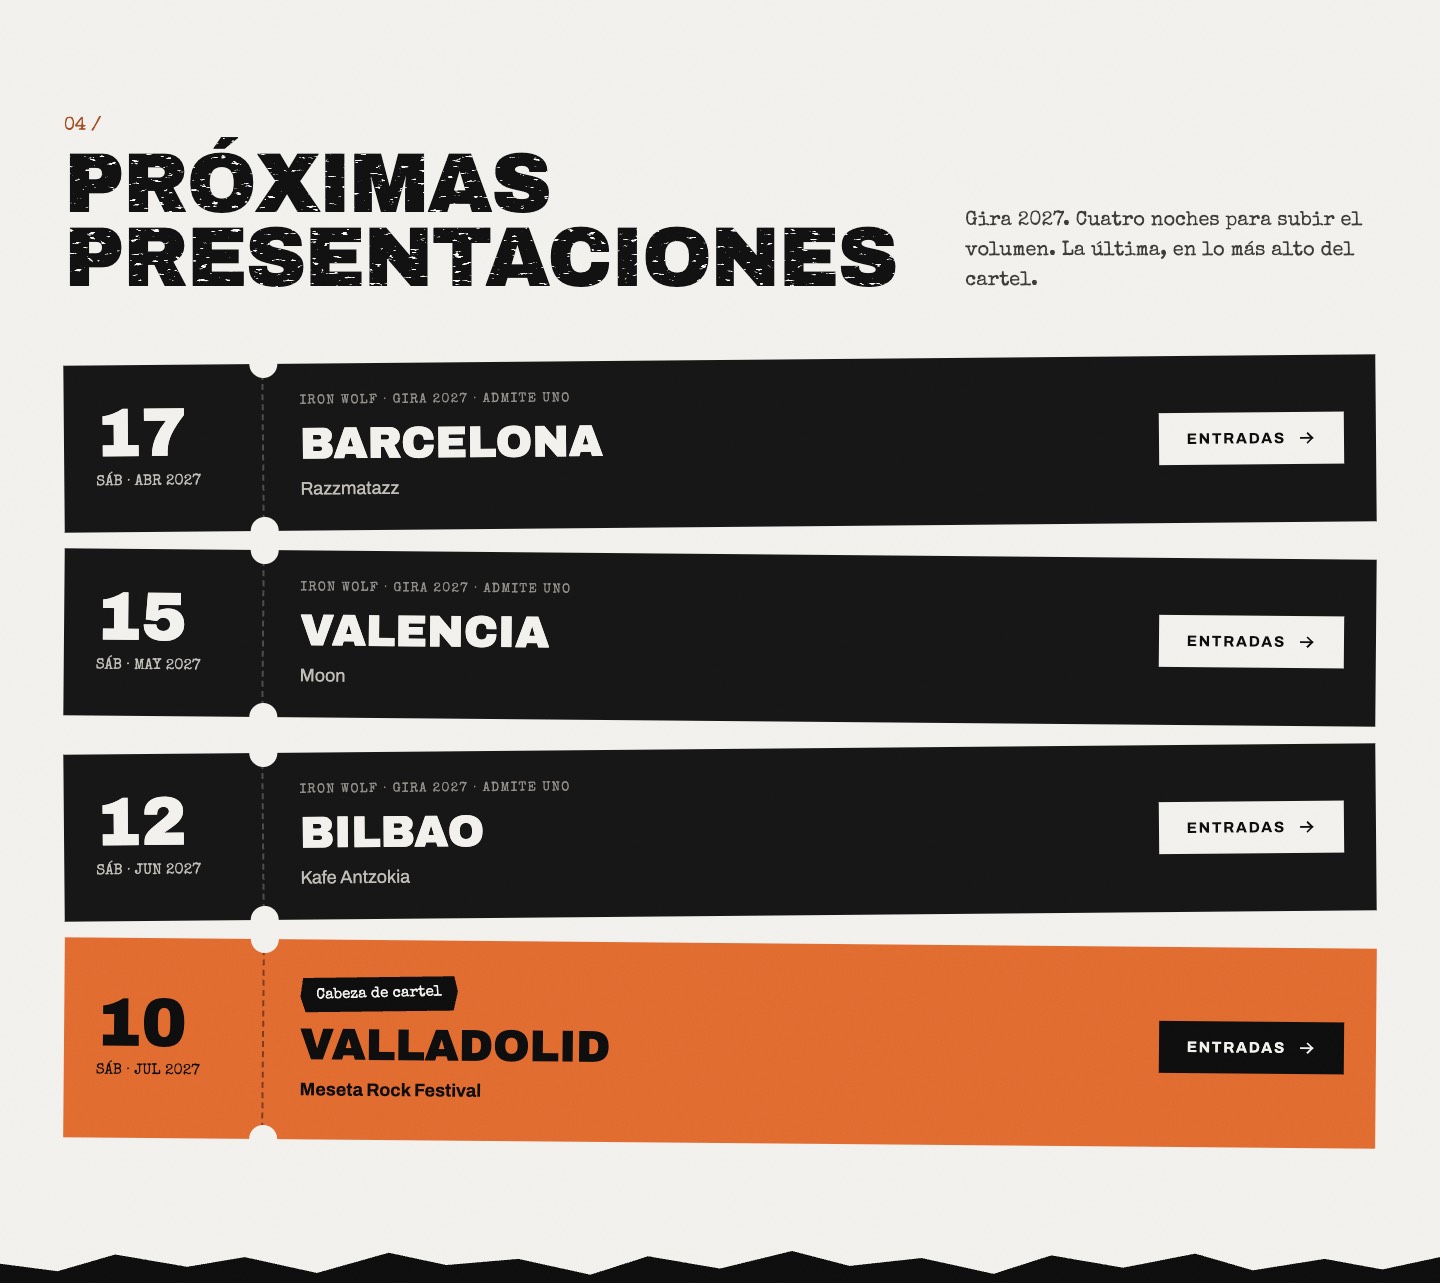 04 /
PRÓXIMAS
PRESENTACIONES
Gira 2027. Cuatro noches para subir el
volumen. La última, en lo más alto del
cartel.
17
SÁB · ABR 2027
IRON WOLF · GIRA 2027 · ADMITE UNO
BARCELONA
Razzmatazz
ENTRADAS →
15
SÁB · MAY 2027
IRON WOLF · GIRA 2027 · ADMITE UNO
VALENCIA
Moon
ENTRADAS →
12
SÁB · JUN 2027
IRON WOLF · GIRA 2027 · ADMITE UNO
BILBAO
Kafe Antzokia
ENTRADAS →
10
SÁB · JUL 2027
Cabeza de cartel
VALLADOLID
Meseta Rock Festival
ENTRADAS →